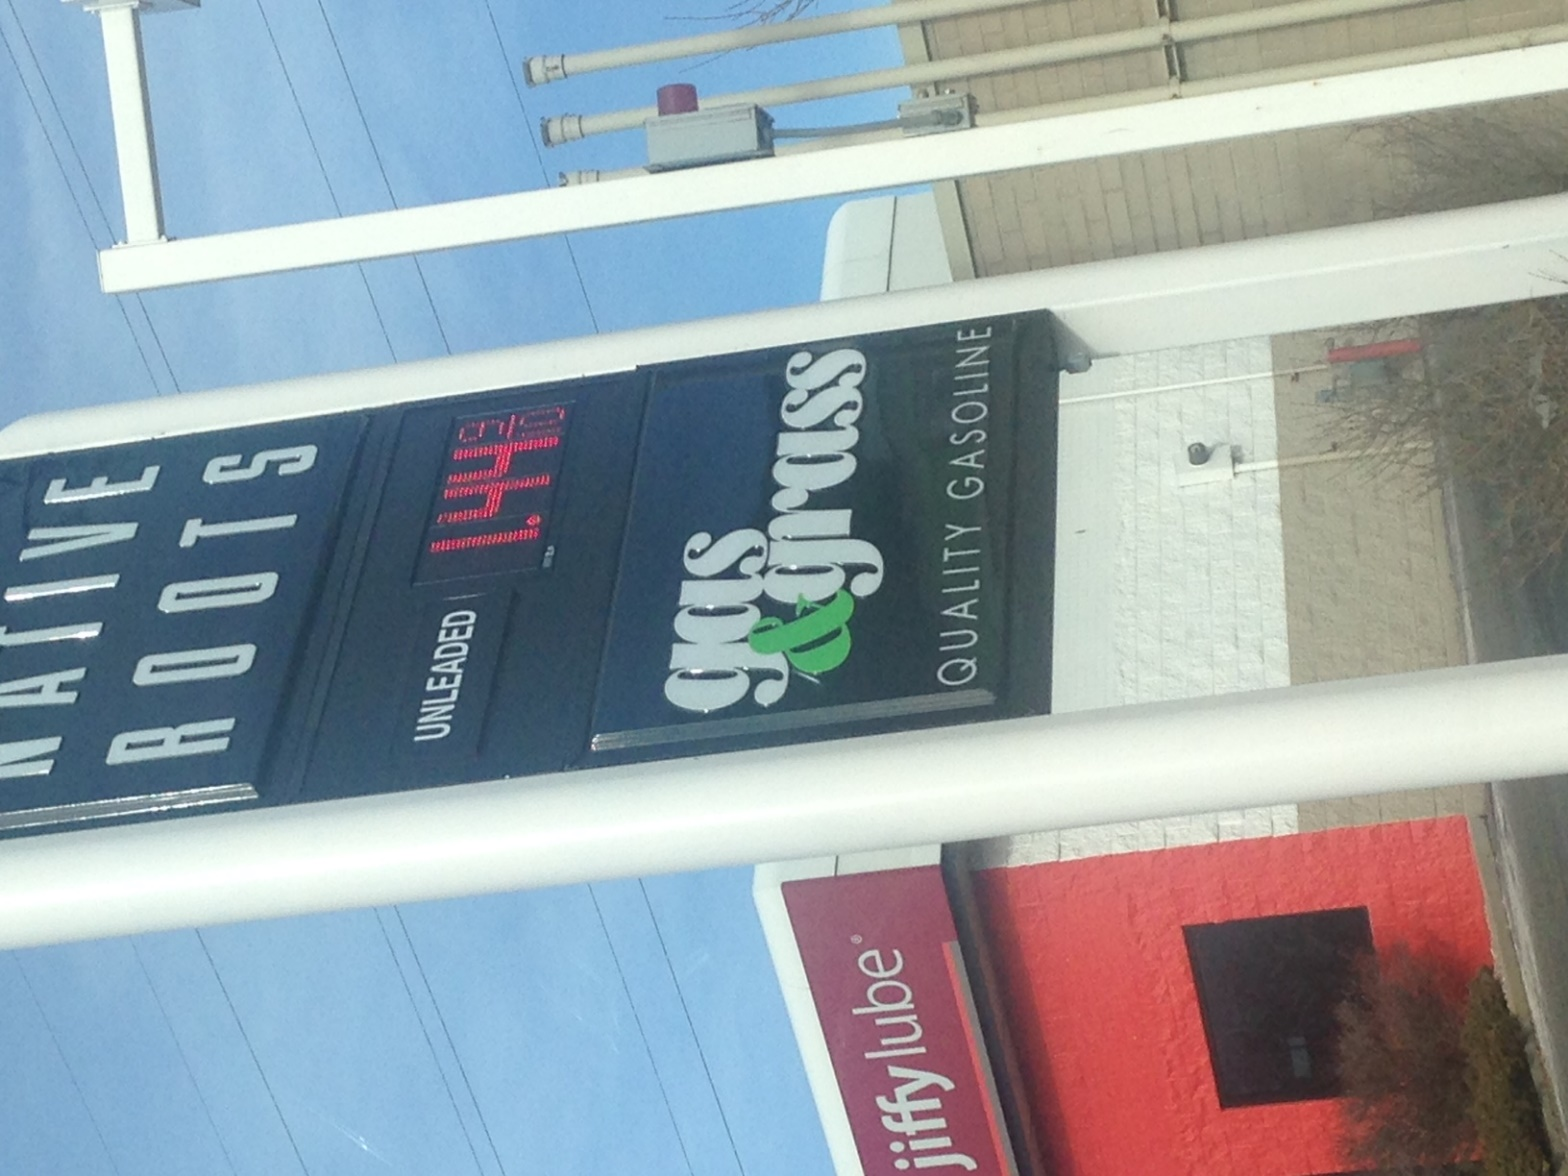 NATIVE
ROOTS
UNLEADED 1.44 9/10
gas
& grass
QUALITY GASOLINE
jiffy lube